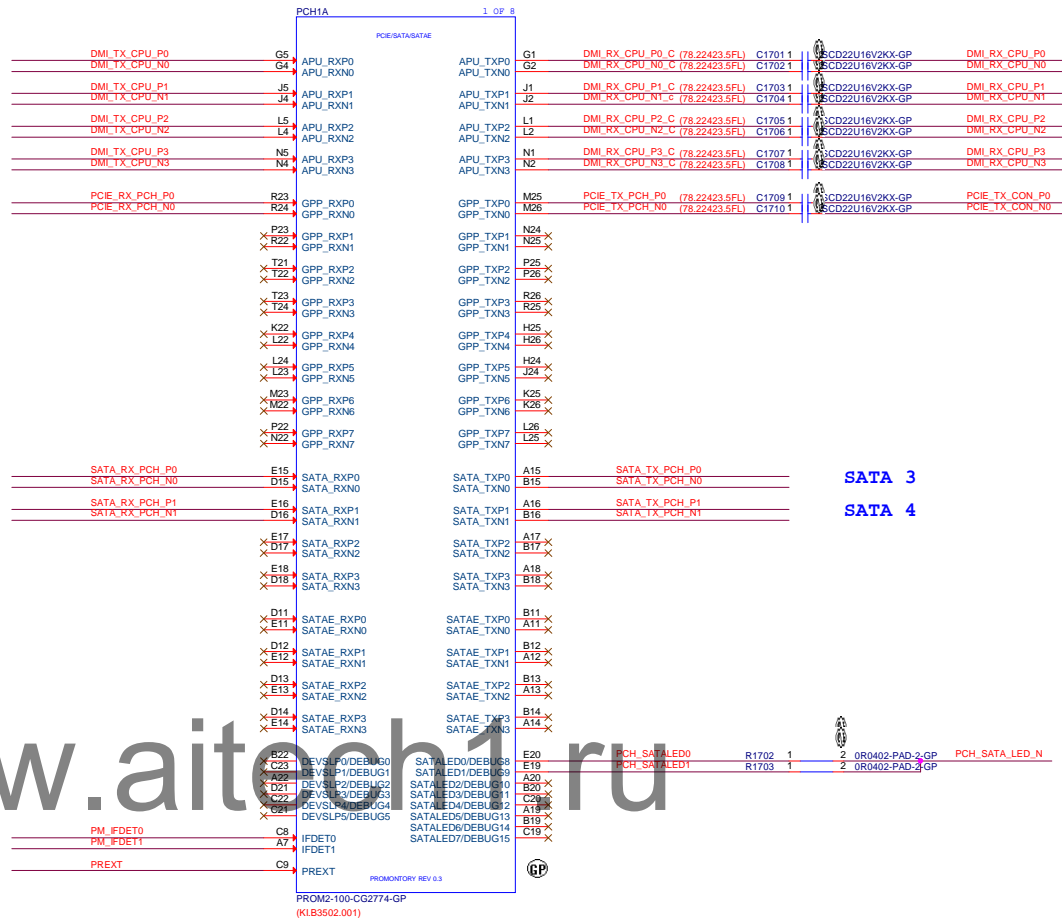 PCH1A 1 OF 8
PCIE/SATA/SATAE
DMI_TX_CPU_P0 G5 APU_RXP0 APU_TXP0 G1 DMI_RX_CPU_P0_C (78.22423.5FL) C1701 1 SCD22U16V2KX-GP DMI_RX_CPU_P0
DMI_TX_CPU_N0 G4 APU_RXN0 APU_TXN0 G2 DMI_RX_CPU_N0_C (78.22423.5FL) C1702 1 SCD22U16V2KX-GP DMI_RX_CPU_N0
DMI_TX_CPU_P1 J5 APU_RXP1 APU_TXP1 J1 DMI_RX_CPU_P1_C (78.22423.5FL) C1703 1 SCD22U16V2KX-GP DMI_RX_CPU_P1
DMI_TX_CPU_N1 J4 APU_RXN1 APU_TXN1 J2 DMI_RX_CPU_N1_c (78.22423.5FL) C1704 1 SCD22U16V2KX-GP DMI_RX_CPU_N1
DMI_TX_CPU_P2 L5 APU_RXP2 APU_TXP2 L1 DMI_RX_CPU_P2_C (78.22423.5FL) C1705 1 SCD22U16V2KX-GP DMI_RX_CPU_P2
DMI_TX_CPU_N2 L4 APU_RXN2 APU_TXN2 L2 DMI_RX_CPU_N2_C (78.22423.5FL) C1706 1 SCD22U16V2KX-GP DMI_RX_CPU_N2
DMI_TX_CPU_P3 N5 APU_RXP3 APU_TXP3 N1 DMI_RX_CPU_P3_C (78.22423.5FL) C1707 1 SCD22U16V2KX-GP DMI_RX_CPU_P3
DMI_TX_CPU_N3 N4 APU_RXN3 APU_TXN3 N2 DMI_RX_CPU_N3_C (78.22423.5FL) C1708 1 SCD22U16V2KX-GP DMI_RX_CPU_N3
PCIE_RX_PCH_P0 R23 GPP_RXP0 GPP_TXP0 M25 PCIE_TX_PCH_P0 (78.22423.5FL) C1709 1 SCD22U16V2KX-GP PCIE_TX_CON_P0
PCIE_RX_PCH_N0 R24 GPP_RXN0 GPP_TXN0 M26 PCIE_TX_PCH_N0 (78.22423.5FL) C1710 1 SCD22U16V2KX-GP PCIE_TX_CON_N0
P23 GPP_RXP1 GPP_TXP1 N24
R22 GPP_RXN1 GPP_TXN1 N25
T21 GPP_RXP2 GPP_TXP2 P25
T22 GPP_RXN2 GPP_TXN2 P26
T23 GPP_RXP3 GPP_TXP3 R26
T24 GPP_RXN3 GPP_TXN3 R25
K22 GPP_RXP4 GPP_TXP4 H25
L22 GPP_RXN4 GPP_TXN4 H26
L24 GPP_RXP5 GPP_TXP5 H24
L23 GPP_RXN5 GPP_TXN5 J24
M23 GPP_RXP6 GPP_TXP6 K25
M22 GPP_RXN6 GPP_TXN6 K26
P22 GPP_RXP7 GPP_TXP7 L26
N22 GPP_RXN7 GPP_TXN7 L25
SATA_RX_PCH_P0 E15 SATA_RXP0 SATA_TXP0 A15 SATA_TX_PCH_P0 SATA 3
SATA_RX_PCH_N0 D15 SATA_RXN0 SATA_TXN0 B15 SATA_TX_PCH_N0
SATA_RX_PCH_P1 E16 SATA_RXP1 SATA_TXP1 A16 SATA_TX_PCH_P1 SATA 4
SATA_RX_PCH_N1 D16 SATA_RXN1 SATA_TXN1 B16 SATA_TX_PCH_N1
E17 SATA_RXP2 SATA_TXP2 A17
D17 SATA_RXN2 SATA_TXN2 B17
E18 SATA_RXP3 SATA_TXP3 A18
D18 SATA_RXN3 SATA_TXN3 B18
D11 SATAE_RXP0 SATAE_TXP0 B11
E11 SATAE_RXN0 SATAE_TXN0 A11
D12 SATAE_RXP1 SATAE_TXP1 B12
E12 SATAE_RXN1 SATAE_TXN1 A12
D13 SATAE_RXP2 SATAE_TXP2 B13
E13 SATAE_RXN2 SATAE_TXN2 A13
D14 SATAE_RXP3 SATAE_TXP3 B14
E14 SATAE_RXN3 SATAE_TXN3 A14
B22 DEVSLP0/DEBUG0 SATALED0/DEBUG8 E20 PCH_SATALED0 R1702 1 2 0R0402-PAD-2-GP PCH_SATA_LED_N
C23 DEVSLP1/DEBUG1 SATALED1/DEBUG9 E19 PCH_SATALED1 R1703 1 2 0R0402-PAD-2-GP
A22 DEVSLP2/DEBUG2 SATALED2/DEBUG10 A20
D21 DEVSLP3/DEBUG3 SATALED3/DEBUG11 B20
C22 DEVSLP4/DEBUG4 SATALED4/DEBUG12 C20
C21 DEVSLP5/DEBUG5 SATALED5/DEBUG13 A19
SATALED6/DEBUG14 B19
SATALED7/DEBUG15 C19
w.aitech1.ru
PM_IFDET0 C8 IFDET0
PM_IFDET1 A7 IFDET1
PREXT C9 PREXT
GP
PROMONTORY REV 0.3
PROM2-100-CG2774-GP
(KI.B3502.001)